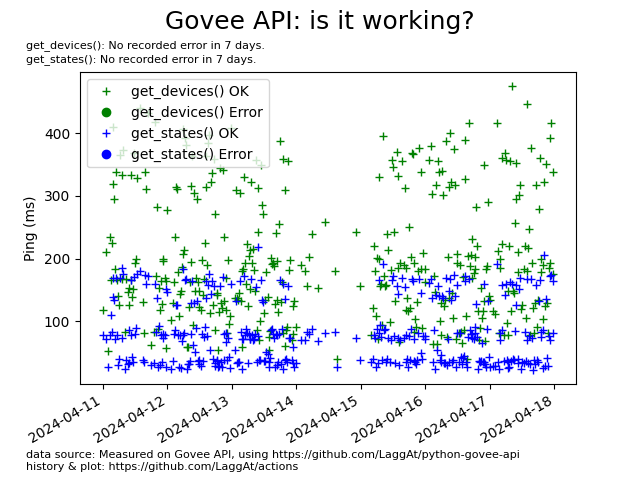 Govee API: is it working?
get_devices(): No recorded error in 7 days.
get_states(): No recorded error in 7 days.
get_devices() OK
get_devices() Error
get_states() OK
get_states() Error
Ping (ms)
400
300
200
100
2024-04-11
2024-04-12
2024-04-13
2024-04-14
2024-04-15
2024-04-16
2024-04-17
2024-04-18
data source: Measured on Govee API, using https://github.com/LaggAt/python-govee-api
history & plot: https://github.com/LaggAt/actions